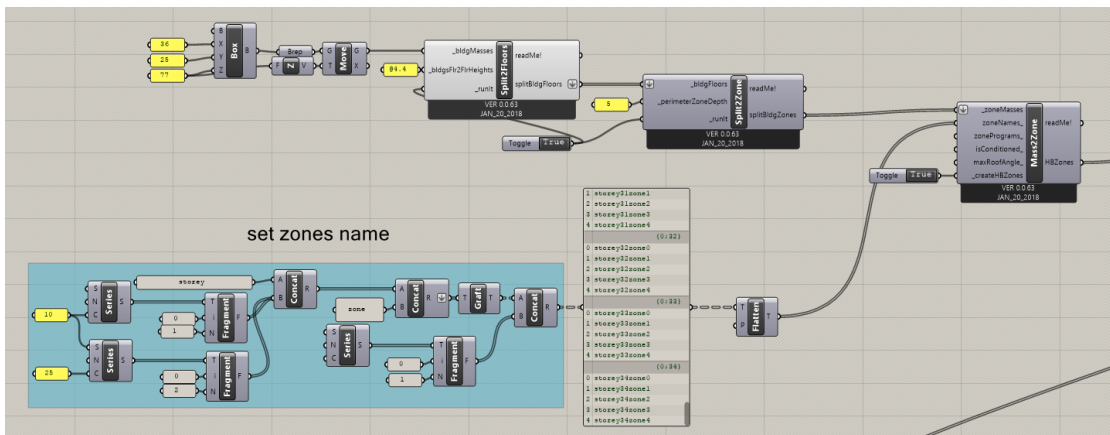 36
25
77
B
X
Y
Z
Box
B
Brep
F
Z
V
G
T
Move
G
X
@4.4
_bldgMasses
_bldgsFlr2FlrHeights
_runIt
Split2Floors
readMe!
splitBldgFloors
VER 0.0.63
JAN_20_2018
5
Toggle
True
_bldgFloors
_perimeterZoneDepth
_runIt
Split2Zone
readMe!
splitBldgZones
VER 0.0.63
JAN_20_2018
Toggle
True
_zoneMasses
zoneNames_
zonePrograms_
isConditioned_
maxRoofAngle_
_createHBZones
Mass2Zone
readMe!
HBZones
VER 0.0.63
JAN_20_2018
set zones name
storey
10
25
S
N
C
Series
S
S
N
C
Series
S
0
1
T
i
N
Fragment
F
0
2
T
i
N
Fragment
F
A
B
Concat
R
zone
A
B
Concat
R
T
Graft
T
S
N
C
Series
S
0
1
T
i
N
Fragment
F
A
B
Concat
R
1 storey31zone1
2 storey31zone2
3 storey31zone3
4 storey31zone4
{0;32}
0 storey32zone0
1 storey32zone1
2 storey32zone2
3 storey32zone3
4 storey32zone4
{0;33}
0 storey33zone0
1 storey33zone1
2 storey33zone2
3 storey33zone3
4 storey33zone4
{0;34}
0 storey34zone0
1 storey34zone1
2 storey34zone2
3 storey34zone3
4 storey34zone4
T
P
Flatten
T